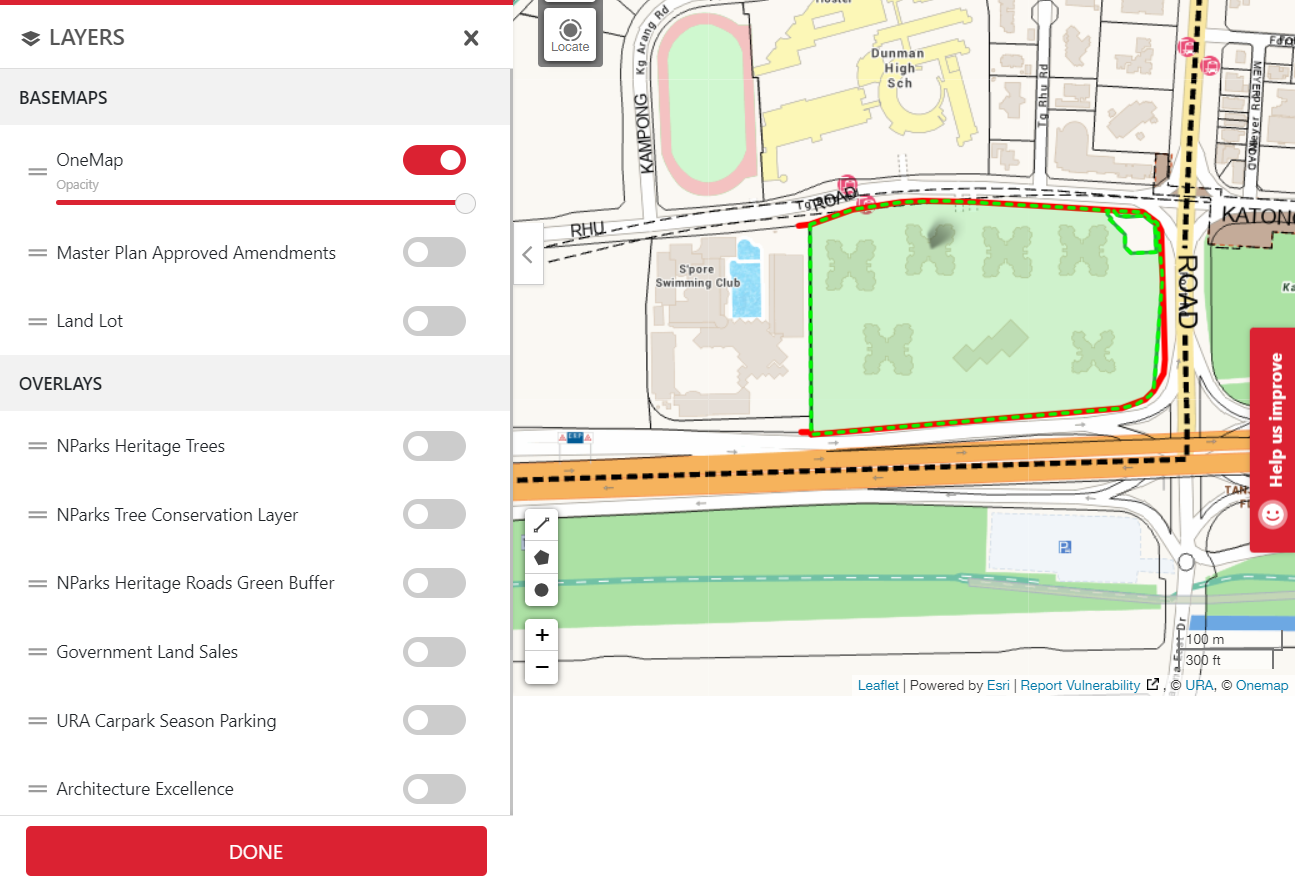 LAYERS
BASEMAPS
OneMap
Opacity
Master Plan Approved Amendments
Land Lot
OVERLAYS
NParks Heritage Trees
NParks Tree Conservation Layer
NParks Heritage Roads Green Buffer
Government Land Sales
URA Carpark Season Parking
Architecture Excellence
DONE
Locate
Kg Arang Rd
KAMPONG
Dunman
High
Sch
Tg Rhu Rd
MEYER
ROAD
RHU
ROAD
KATONG
ROAD
S'pore
Swimming Club
Help us improve
+
−
100 m
300 ft
Leaflet | Powered by Esri | Report Vulnerability , © URA, © Onemap